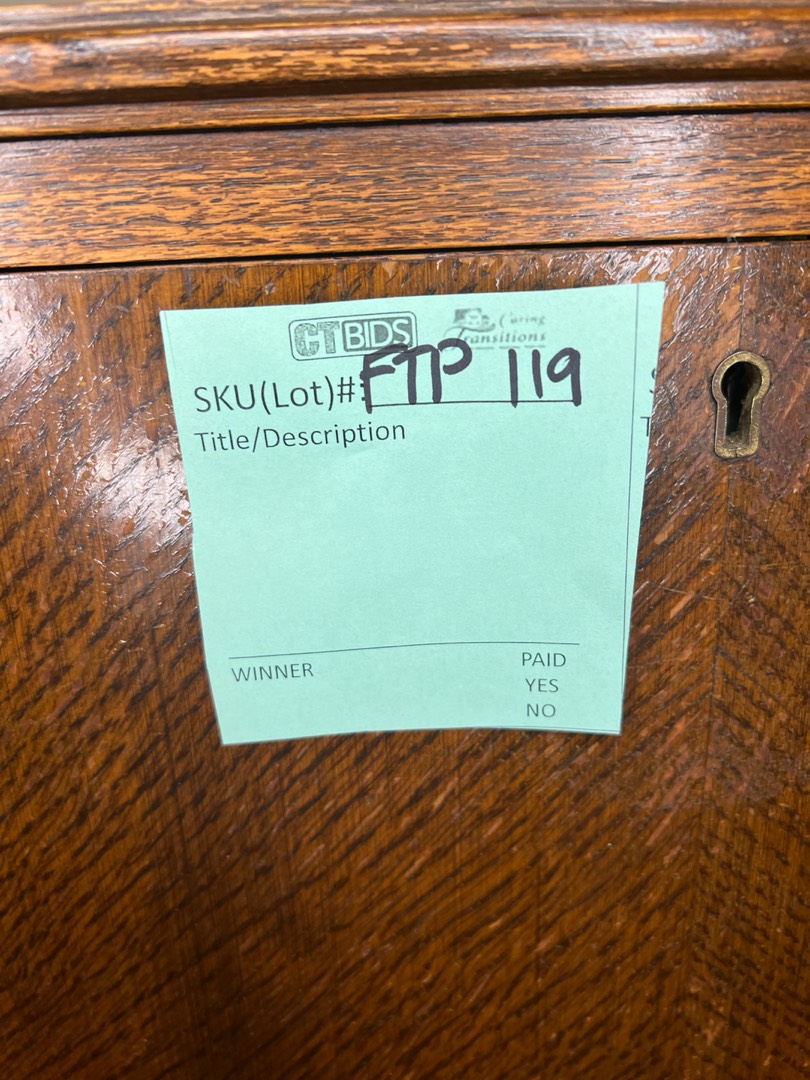 CTBIDS Caring Transitions
SKU(Lot)#: FTP 119
Title/Description
WINNER PAID
YES
NO